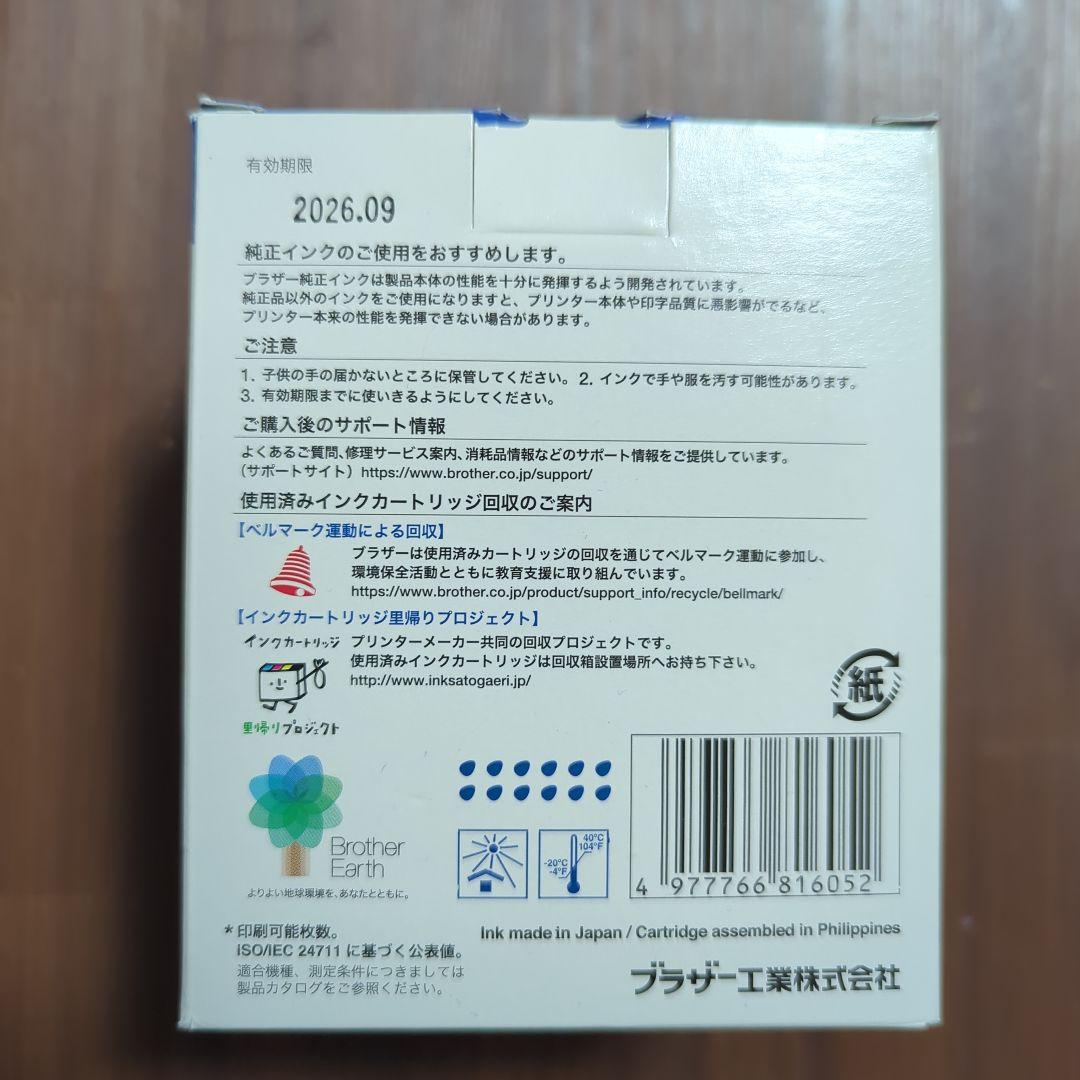 有効期限
2026.09
純正インクのご使用をおすすめします。
ブラザー純正インクは製品本体の性能を十分に発揮するよう開発されています。
純正品以外のインクをご使用になりますと、プリンター本体や印字品質に悪影響がでるなど、
プリンター本来の性能を発揮できない場合があります。
ご注意
1. 子供の手の届かないところに保管してください。2. インクで手や服を汚す可能性があります。
3. 有効期限までに使いきるようにしてください。
ご購入後のサポート情報
よくあるご質問、修理サービス案内、消耗品情報などのサポート情報をご提供しています。
(サポートサイト) https://www.brother.co.jp/support/
使用済みインクカートリッジ回収のご案内
【ベルマーク運動による回収】
ブラザーは使用済みカートリッジの回収を通じてベルマーク運動に参加し、
環境保全活動とともに教育支援に取り組んでいます。
https://www.brother.co.jp/product/support_info/recycle/bellmark/
【インクカートリッジ里帰りプロジェクト】
インクカートリッジ
里帰りプロジェクト
プリンターメーカー共同の回収プロジェクトです。
使用済みインクカートリッジは回収箱設置場所へお持ち下さい。
http://www.inksatogaeri.jp/
紙
Brother
Earth
よりよい地球環境を、あなたとともに。
40°C
104°F
-20°C
-4°F
4 977766 816052
*印刷可能枚数。
ISO/IEC 24711 に基づく公表値。
適合機種、測定条件につきましては
製品カタログをご参照ください。
Ink made in Japan / Cartridge assembled in Philippines
ブラザー工業株式会社